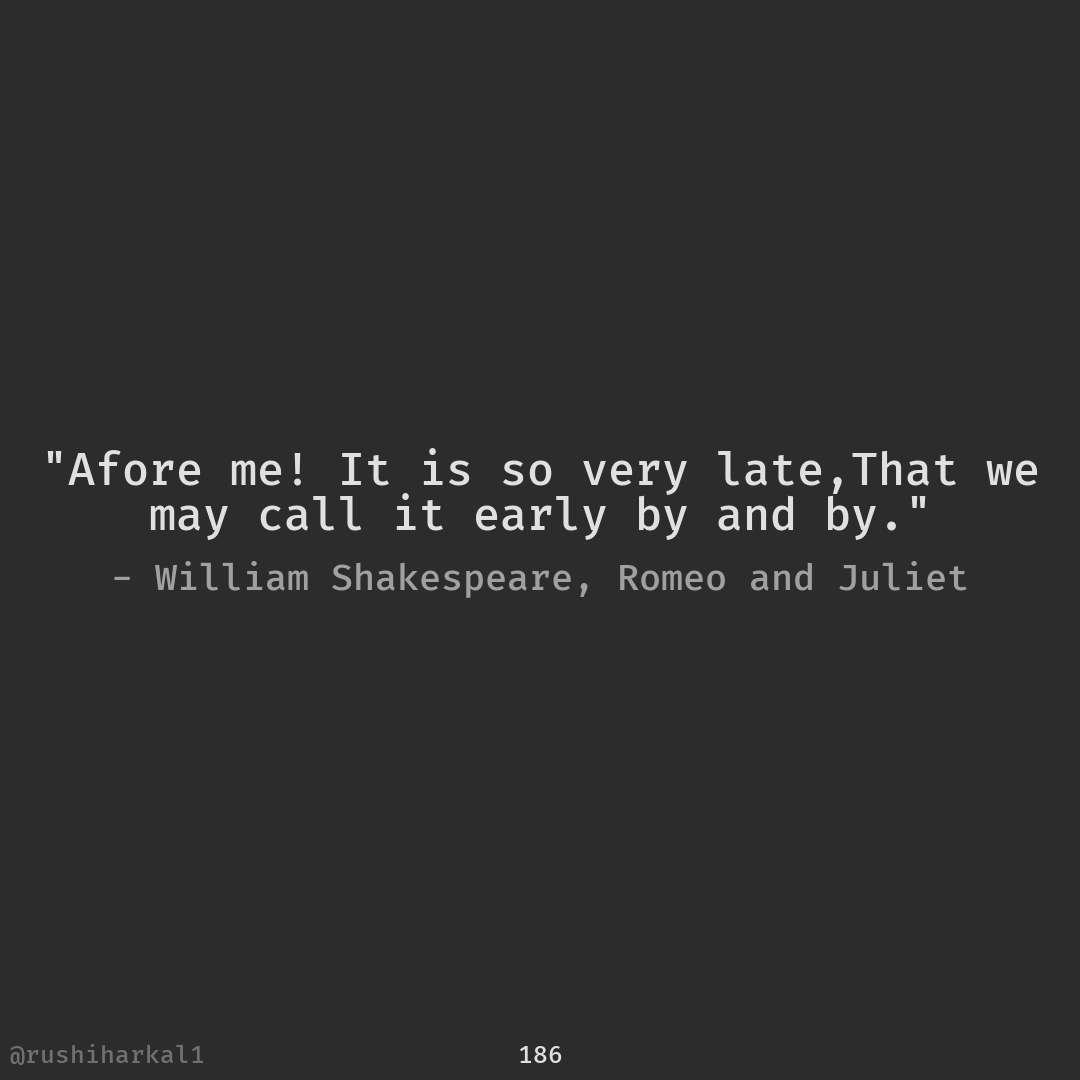 "Afore me! It is so very late,That we
may call it early by and by."
- William Shakespeare, Romeo and Juliet
@rushiharkal1
186